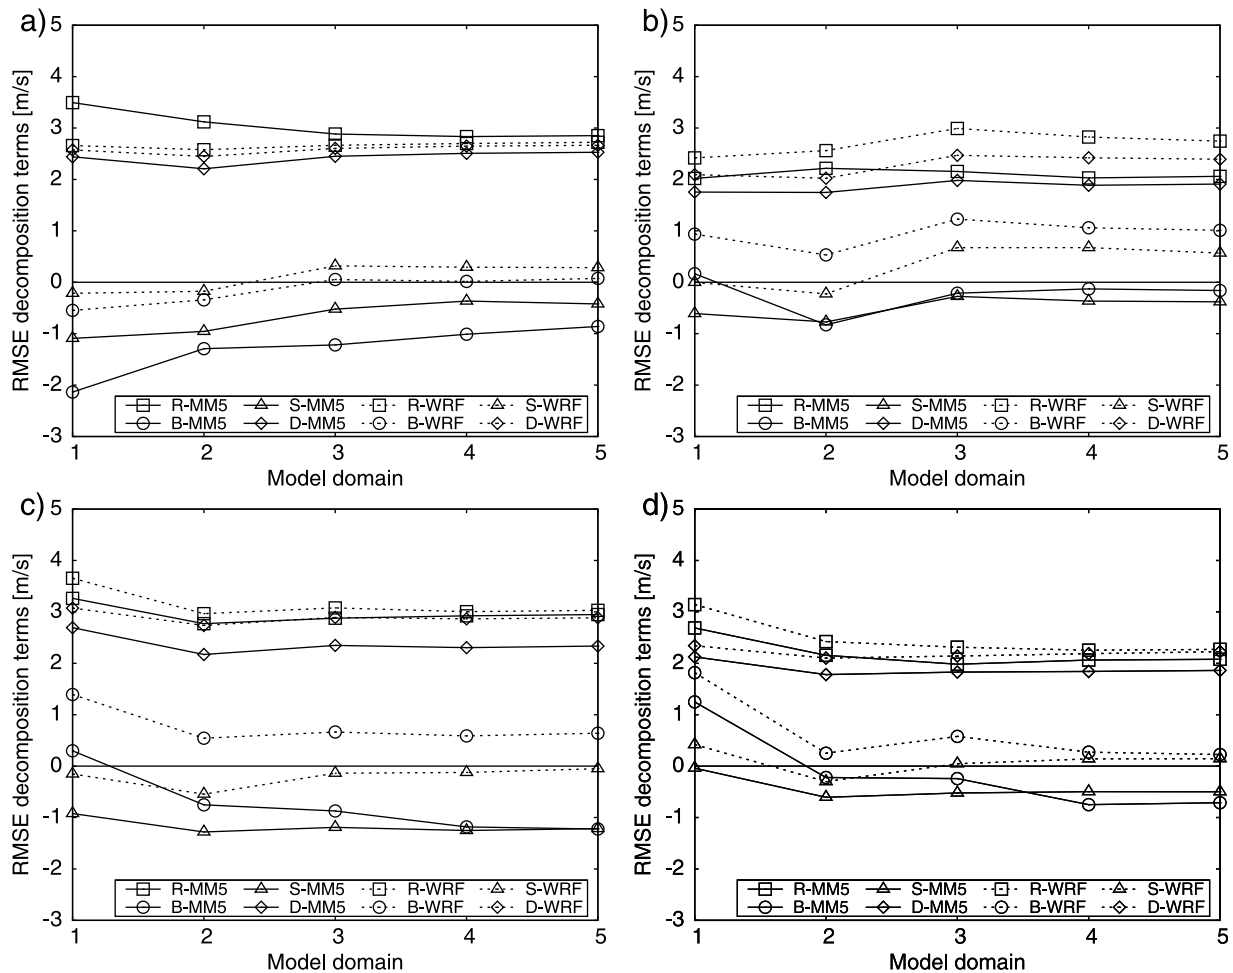 a)
RMSE decomposition terms [m/s]
5
4
3
2
1
0
-1
-2
-3
R-MM5 S-MM5 R-WRF S-WRF
B-MM5 D-MM5 B-WRF D-WRF
1 2 3 4 5
Model domain
b)
RMSE decomposition terms [m/s]
5
4
3
2
1
0
-1
-2
-3
R-MM5 S-MM5 R-WRF S-WRF
B-MM5 D-MM5 B-WRF D-WRF
1 2 3 4 5
Model domain
c)
RMSE decomposition terms [m/s]
5
4
3
2
1
0
-1
-2
-3
R-MM5 S-MM5 R-WRF S-WRF
B-MM5 D-MM5 B-WRF D-WRF
1 2 3 4 5
Model domain
d)
RMSE decomposition terms [m/s]
5
4
3
2
1
0
-1
-2
-3
R-MM5 S-MM5 R-WRF S-WRF
B-MM5 D-MM5 B-WRF D-WRF
1 2 3 4 5
Model domain